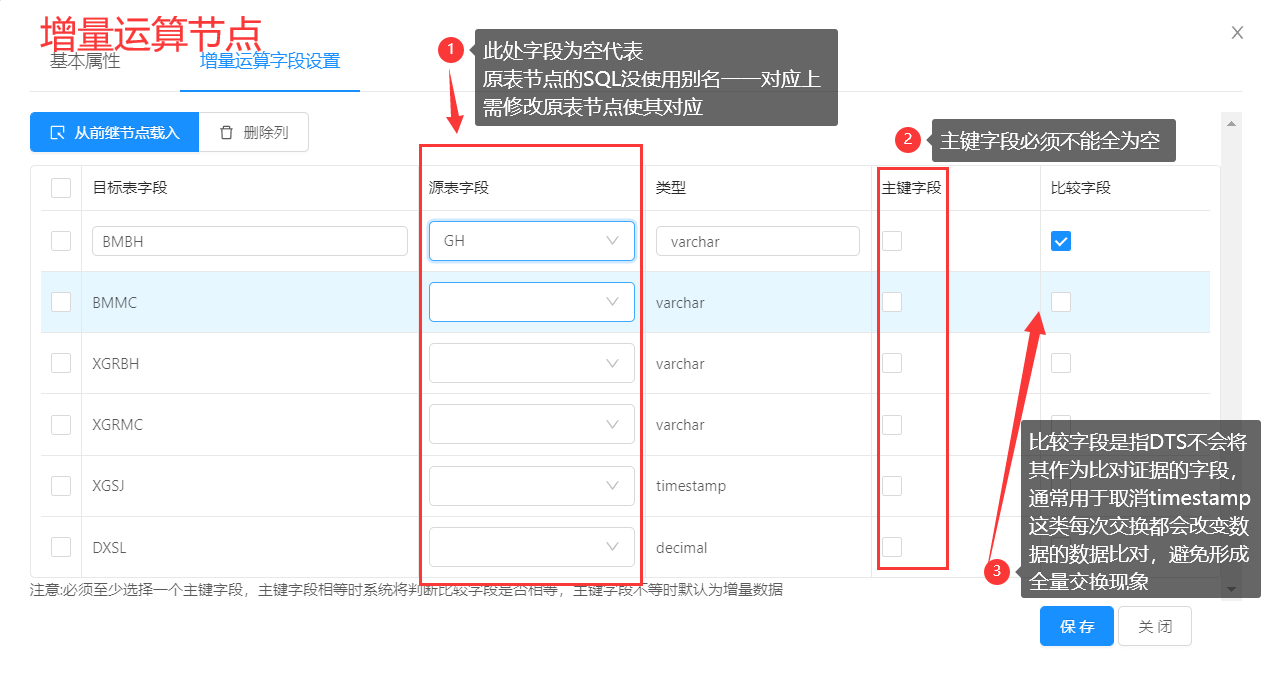 增量运算节点
基本属性
增量运算字段设置
1
此处字段为空代表
原表节点的SQL没使用别名一一对应上
需修改原表节点使其对应
从前继节点载入
删除列
2
主键字段必须不能全为空
目标表字段 源表字段 类型 主键字段 比较字段
BMBH GH varchar
BMMC varchar
XGRBH varchar
XGRMC varchar
XGSJ timestamp
DXSL decimal
比较字段是指DTS不会将
其作为比对证据的字段，
通常用于取消timestamp
这类每次交换都会改变数
据的数据比对，避免形成
全量交换现象
3
注意:必须至少选择一个主键字段，主键字段相等时系统将判断比较字段是否相等，主键字段不等时默认为增量数据
保存
关闭